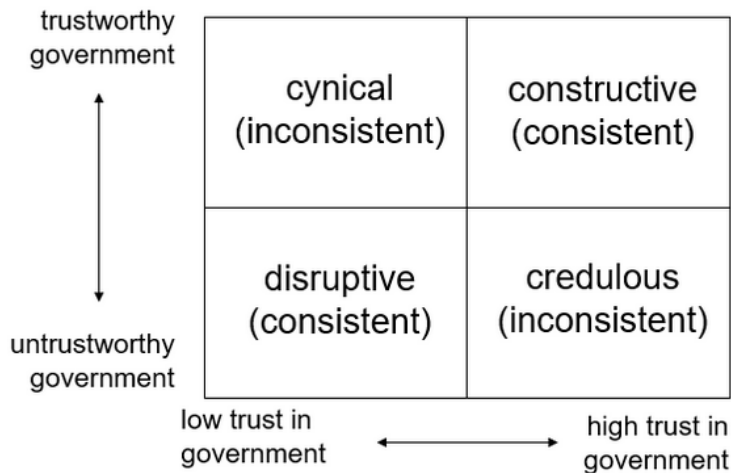 trustworthy
government
cynical
(inconsistent)
constructive
(consistent)
disruptive
(consistent)
credulous
(inconsistent)
untrustworthy
government
low trust in
government
high trust in
government